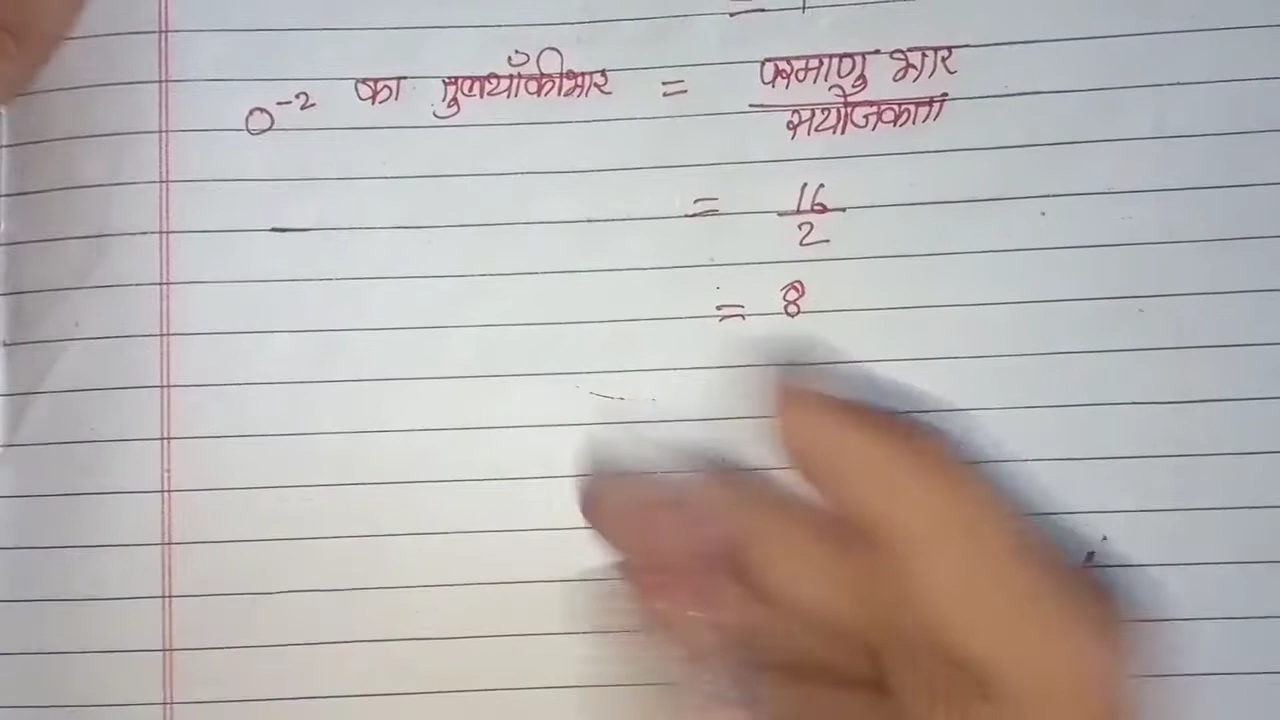 O⁻² का तुल्याँकीभार = परमाणु भार
संयोजकता
= 16
2
= 8